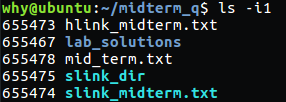 why@ubuntu:~/midterm_q$ ls -i1
655473 hlink_midterm.txt
655467 lab_solutions
655478 mid_term.txt
655475 slink_dir
655474 slink_midterm.txt